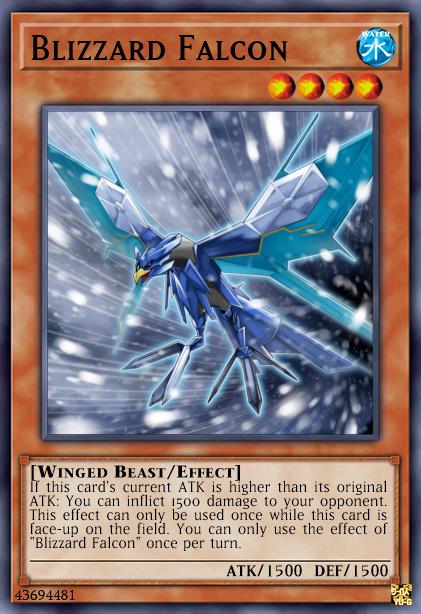 Blizzard Falcon
WATER
水
[Winged Beast/Effect]
If this card's current ATK is higher than its original
ATK: You can inflict 1500 damage to your opponent.
This effect can only be used once while this card is
face-up on the field. You can only use the effect of
"Blizzard Falcon" once per turn.
ATK/1500 DEF/1500
43694481